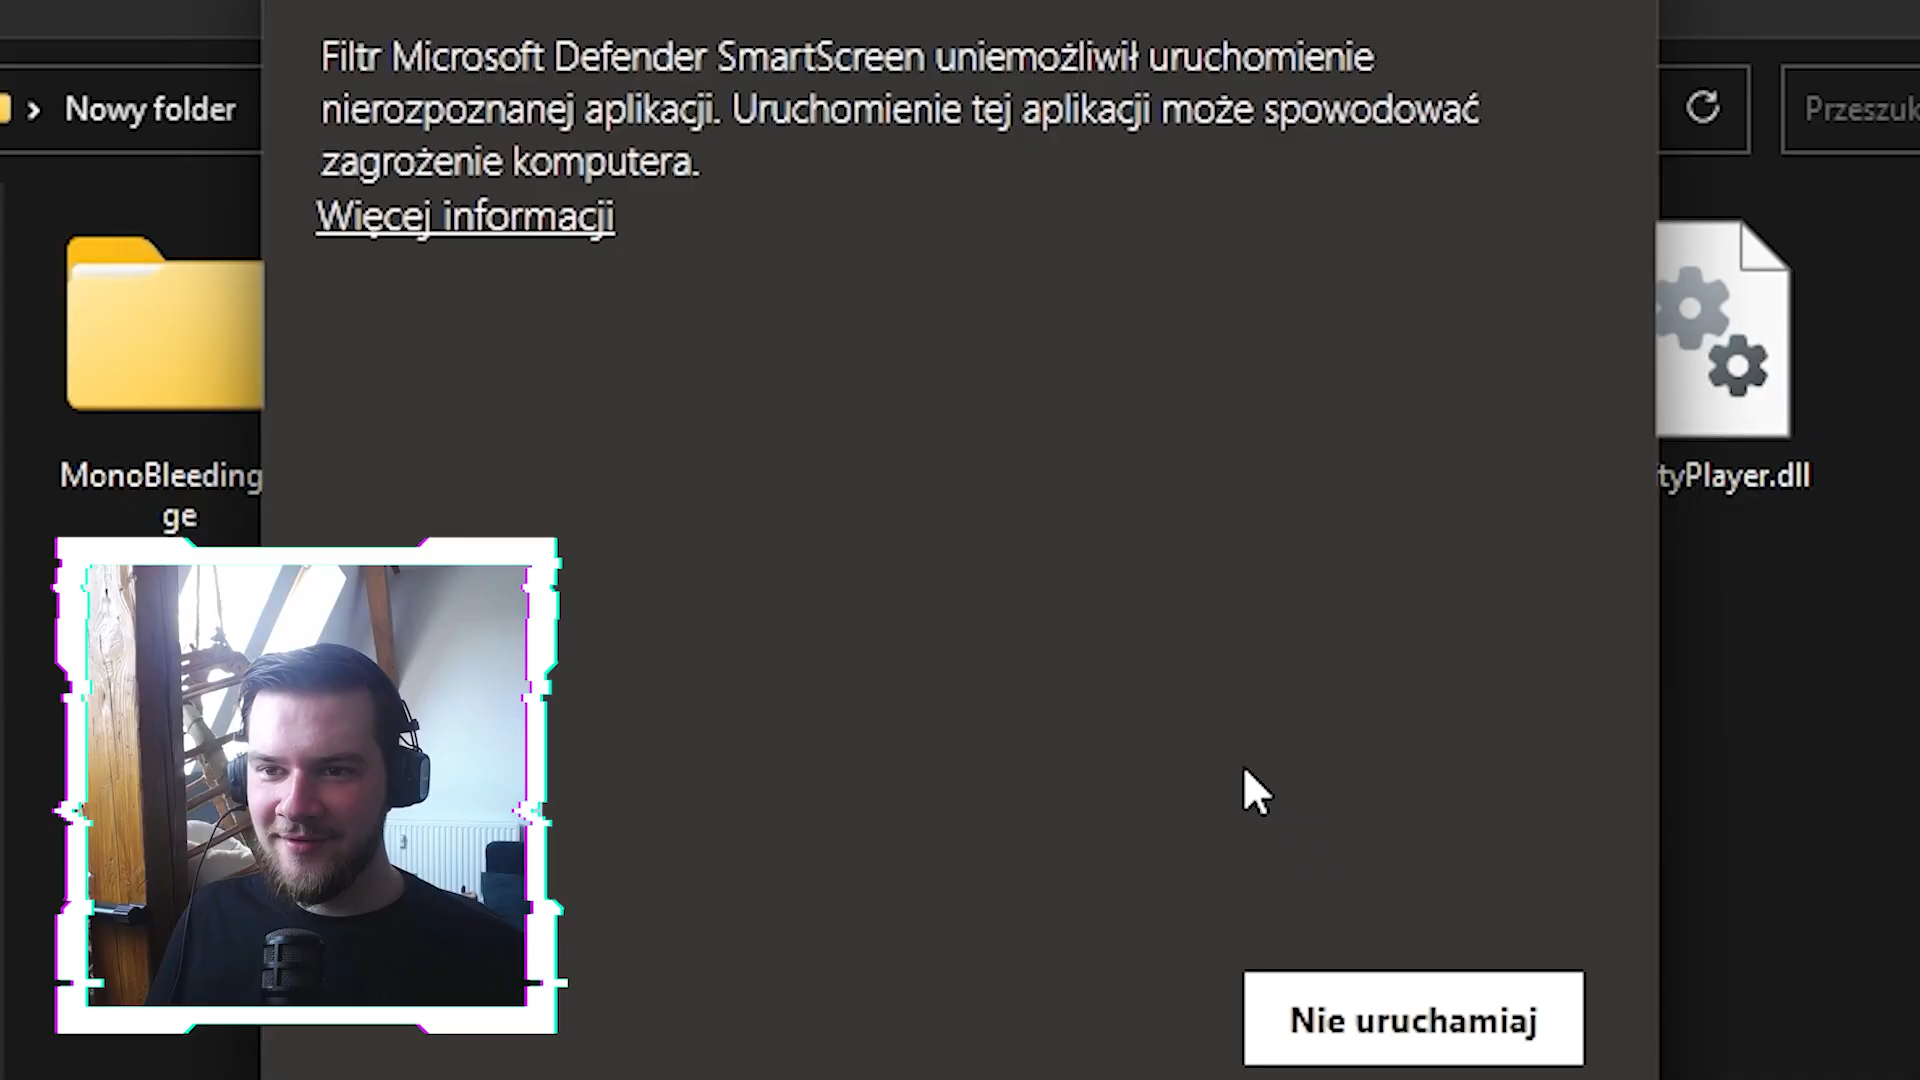 Filtr Microsoft Defender SmartScreen uniemożliwił uruchomienie
nierozpoznanej aplikacji. Uruchomienie tej aplikacji może spowodować
zagrożenie komputera.
Więcej informacji
Nowy folder
Przeszuk
MonoBleeding
ge
tyPlayer.dll
Nie uruchamiaj